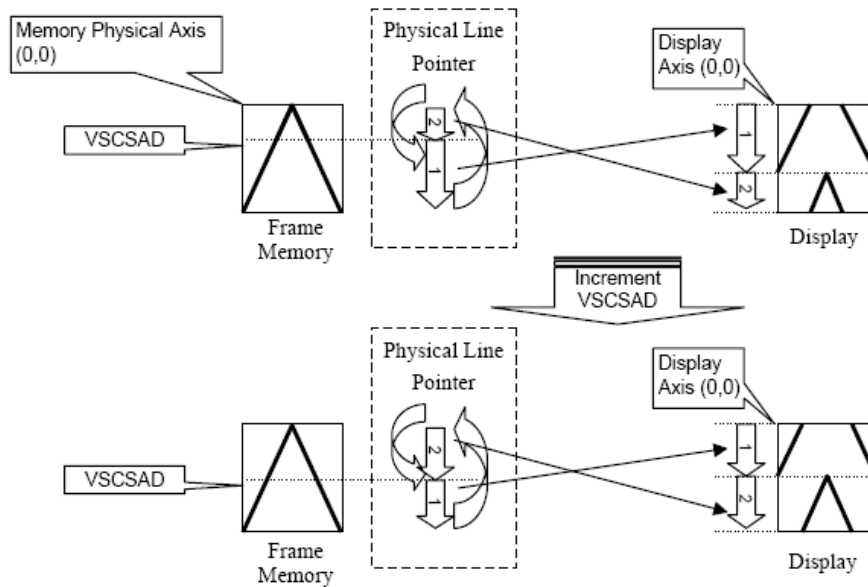 Memory Physical Axis
(0,0)
Physical Line
Pointer
Display
Axis (0,0)
VSCSAD
2
1
1
2
Frame
Memory
Display
Increment
VSCSAD
Physical Line
Pointer
Display
Axis (0,0)
VSCSAD
2
1
1
2
Frame
Memory
Display